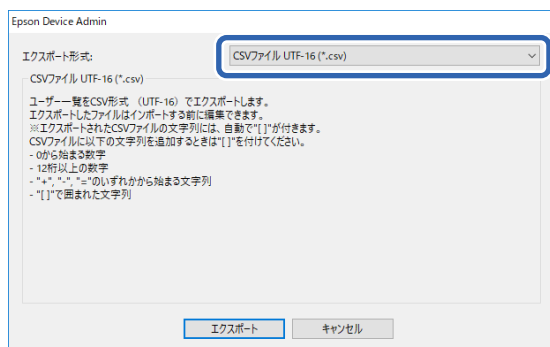 Epson Device Admin
エクスポート形式:
CSVファイル UTF-16 (*.csv)
CSVファイル UTF-16 (*.csv)
ユーザー一覧をCSV形式 （UTF-16）でエクスポートします。
エクスポートしたファイルはインポートする前に編集できます。
※エクスポートされたCSVファイルの文字列には、自動で"[ ]"が付きます。
CSVファイルに以下の文字列を追加するときは"[ ]"を付けてください。
- 0から始まる数字
- 12桁以上の数字
- "+", "-", "="のいずれかから始まる文字列
- "[ ]"で囲まれた文字列
エクスポート
キャンセル